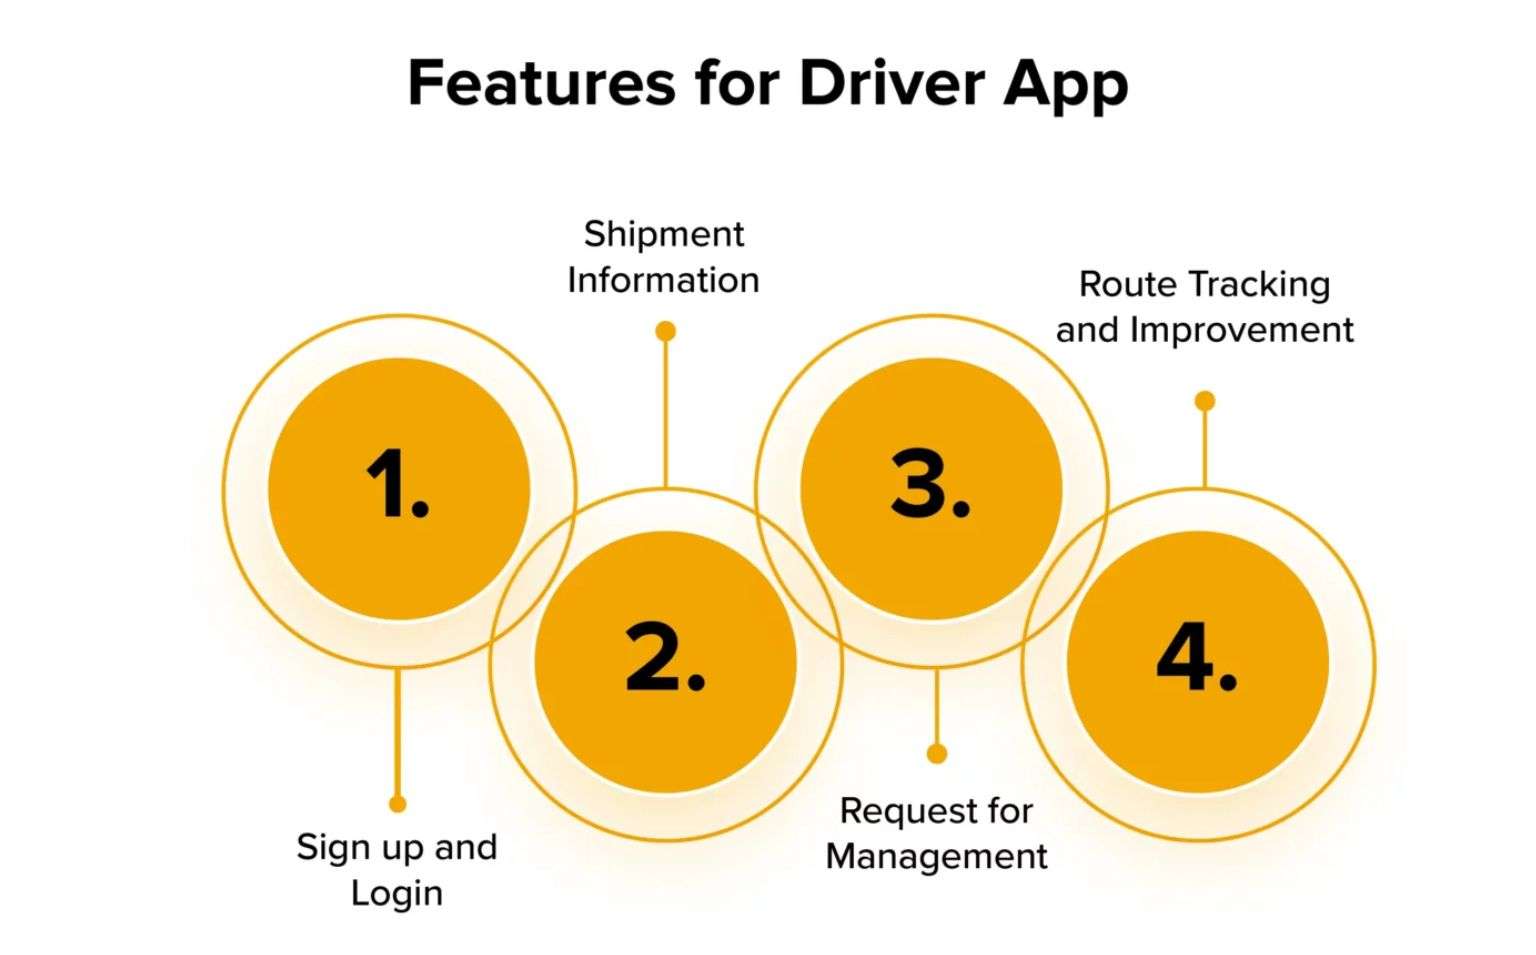 Features for Driver App
1.
Sign up and
Login
2.
Shipment
Information
3.
Request for
Management
4.
Route Tracking
and Improvement